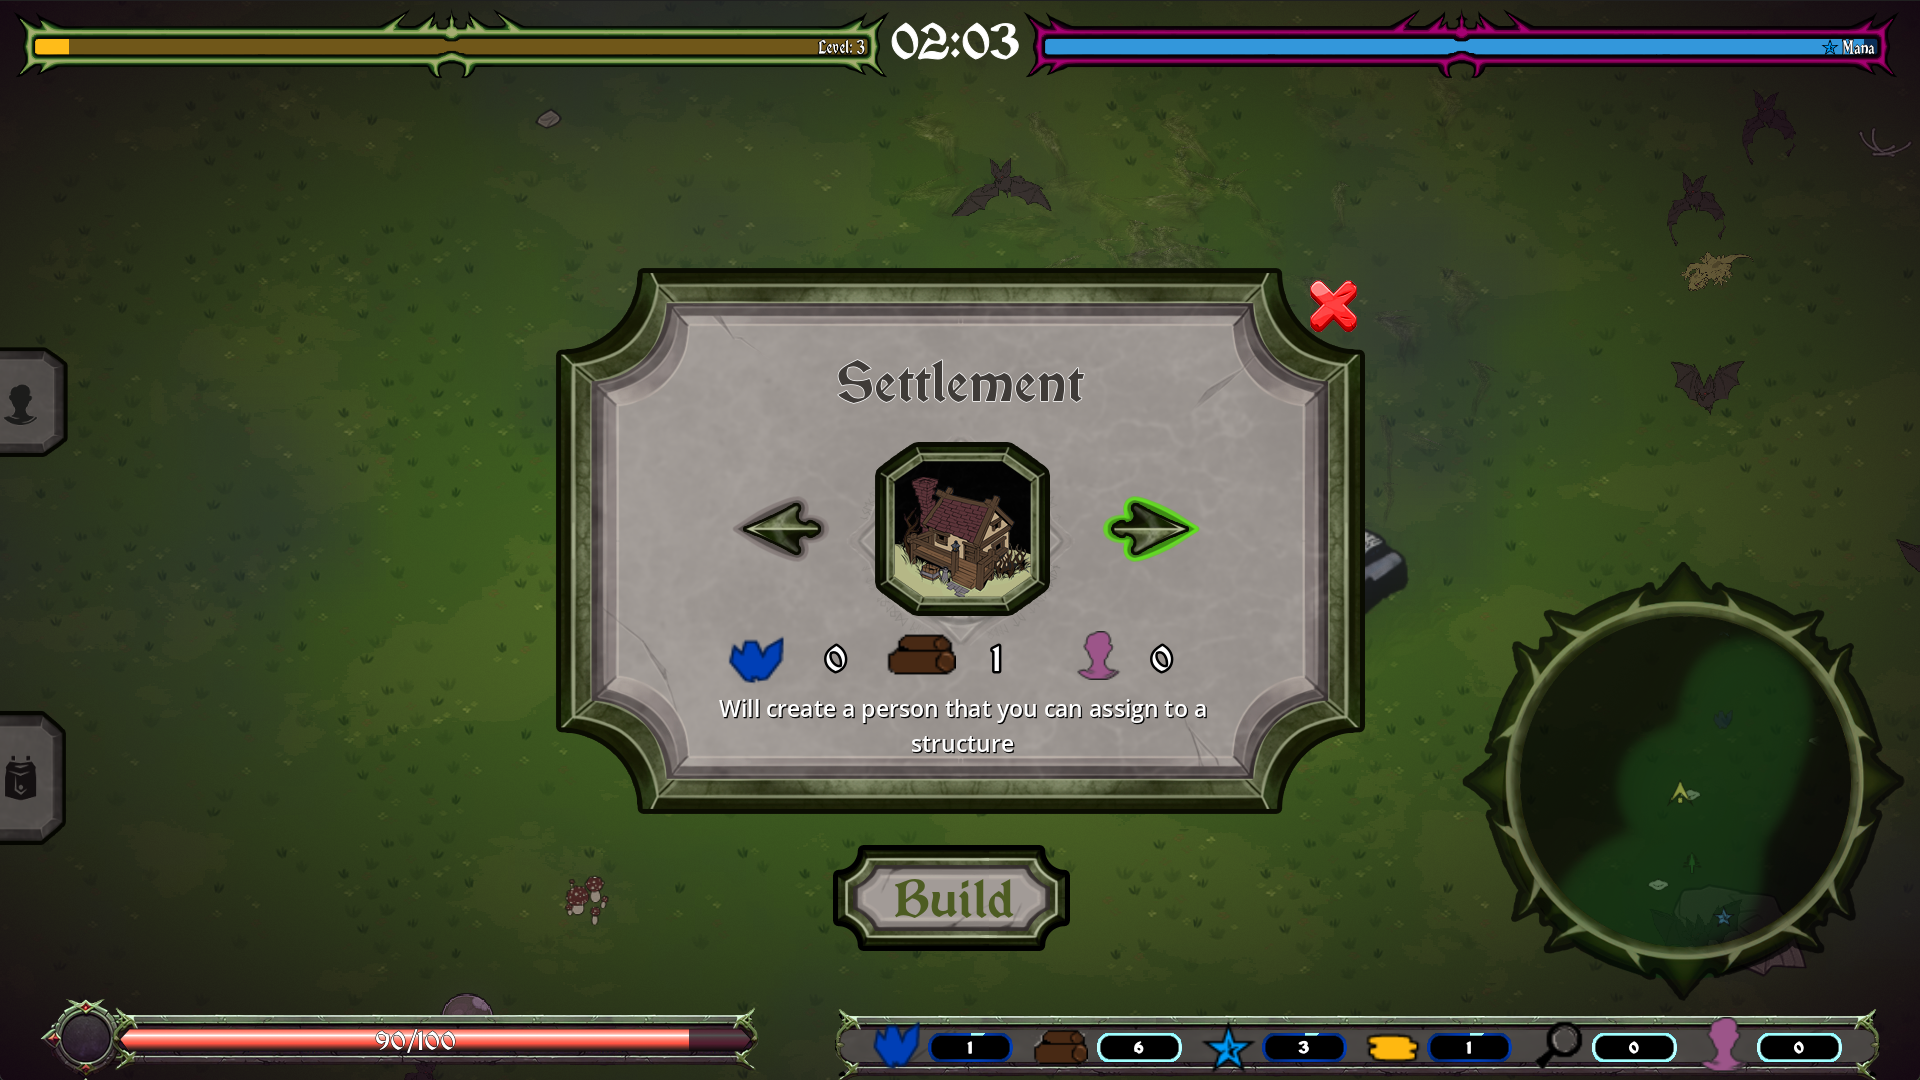 Level: 3
02:03
Mana
Settlement
0 1 0
Will create a person that you can assign to a
structure
Build
90/100
1 6 3 1 0 0